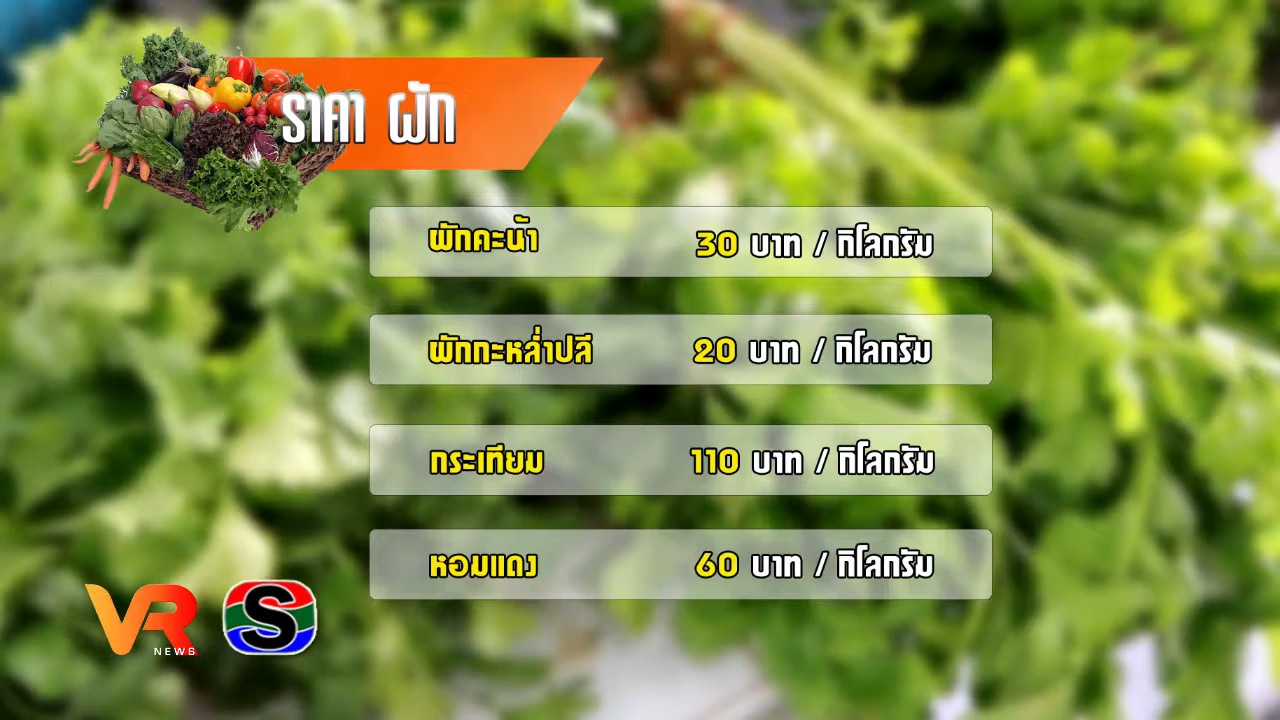 ราคา ผัก
ผักคะน้า 30 บาท / กิโลกรัม
ผักกะหล่ำปลี 20 บาท / กิโลกรัม
กระเทียม 110 บาท / กิโลกรัม
หอมแดง 60 บาท / กิโลกรัม
VR NEWS S